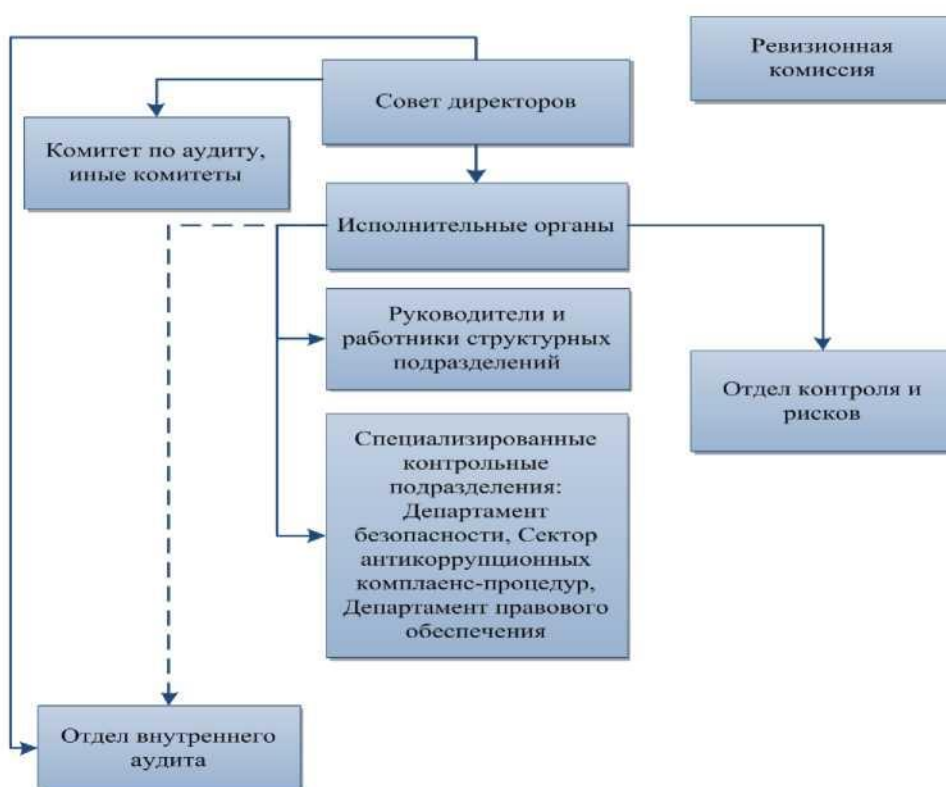 Ревизионная
комиссия
Совет директоров
Комитет по аудиту,
иные комитеты
Исполнительные органы
Руководители и
работники структурных
подразделений
Отдел контроля и
рисков
Специализированные
контрольные
подразделения:
Департамент
безопасности, Сектор
антикоррупционных
комплаенс-процедур,
Департамент правового
обеспечения
Отдел внутреннего
аудита